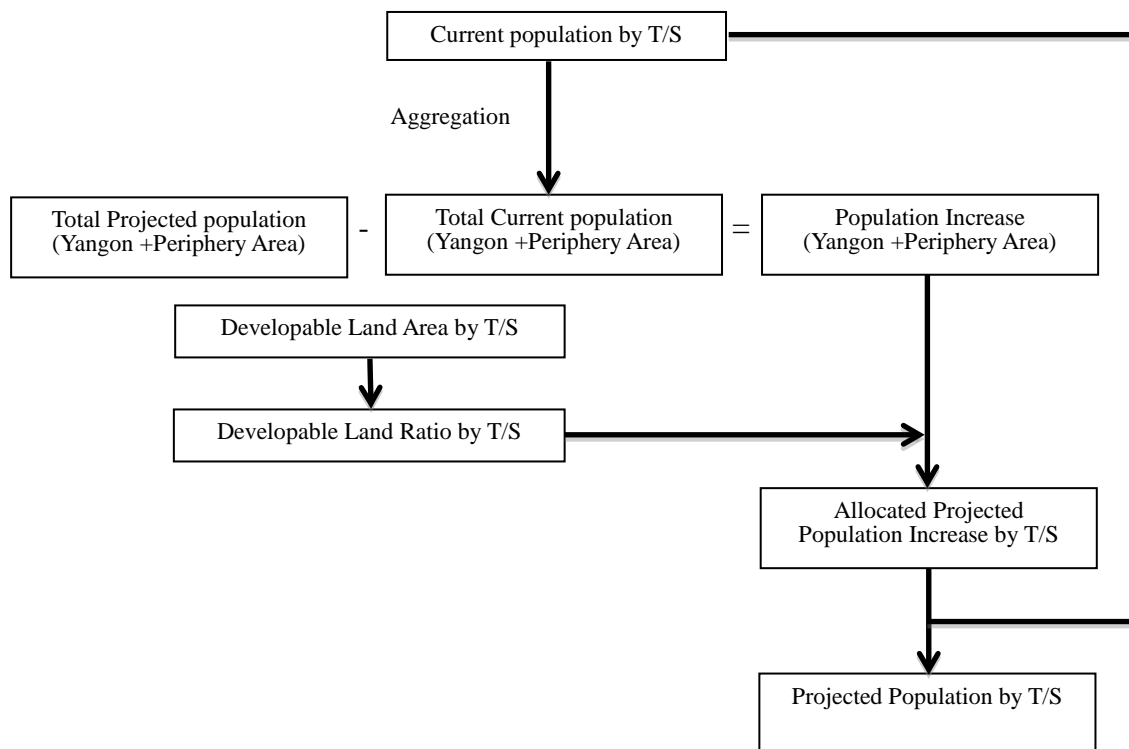 Current population by T/S
Aggregation
Total Projected population
(Yangon +Periphery Area)
-
Total Current population
(Yangon +Periphery Area)
=
Population Increase
(Yangon +Periphery Area)
Developable Land Area by T/S
Developable Land Ratio by T/S
Allocated Projected
Population Increase by T/S
Projected Population by T/S